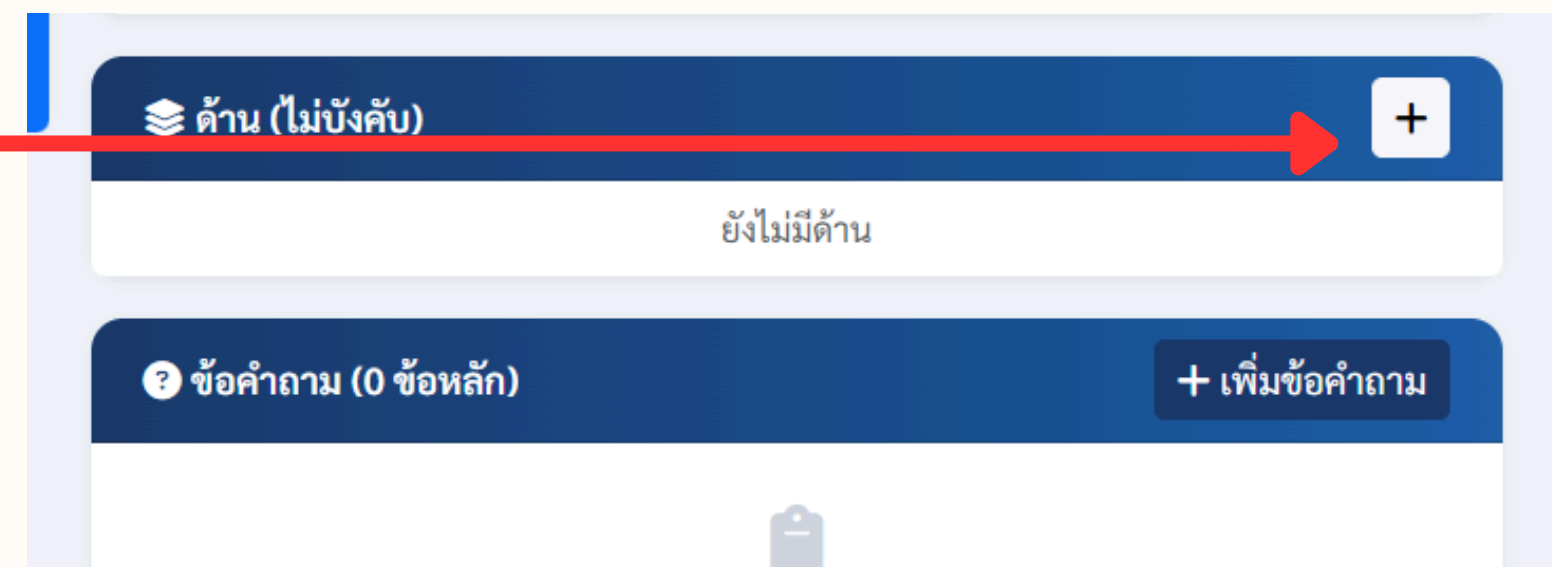 ด้าน (ไม่บังคับ)
+
ยังไม่มีด้าน
ข้อคำถาม (0 ข้อหลัก)
+ เพิ่มข้อคำถาม